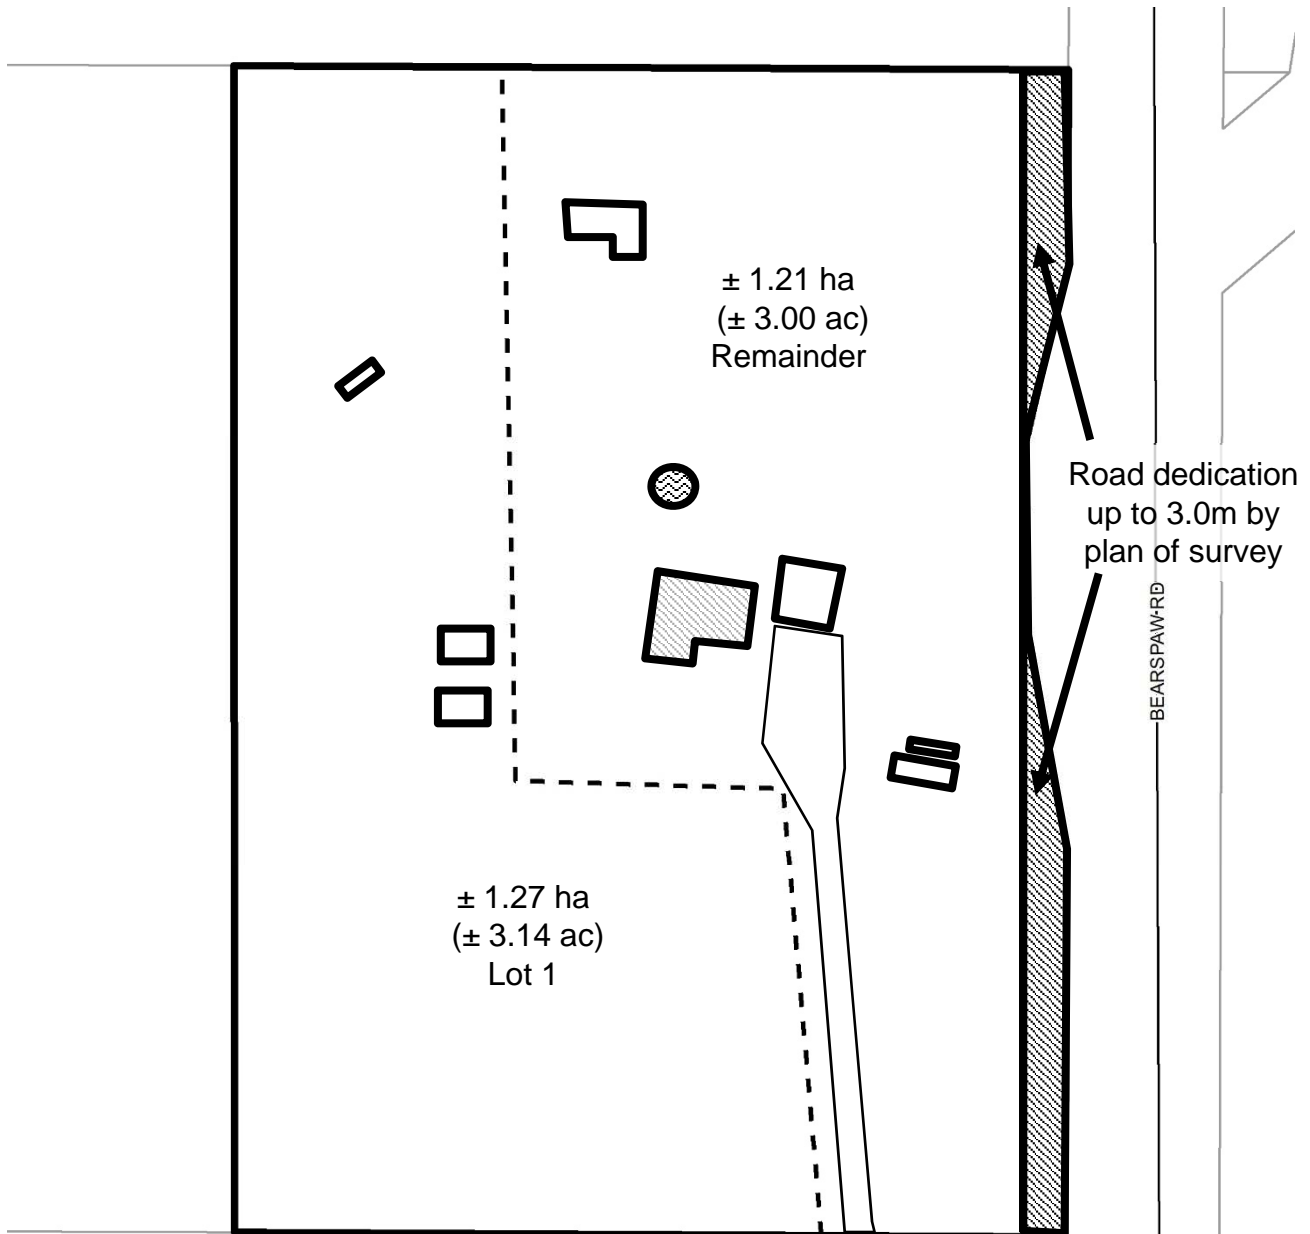 ± 1.21 ha
(± 3.00 ac)
Remainder
Road dedication
up to 3.0m by
plan of survey
BEARSPAW RD
± 1.27 ha
(± 3.14 ac)
Lot 1